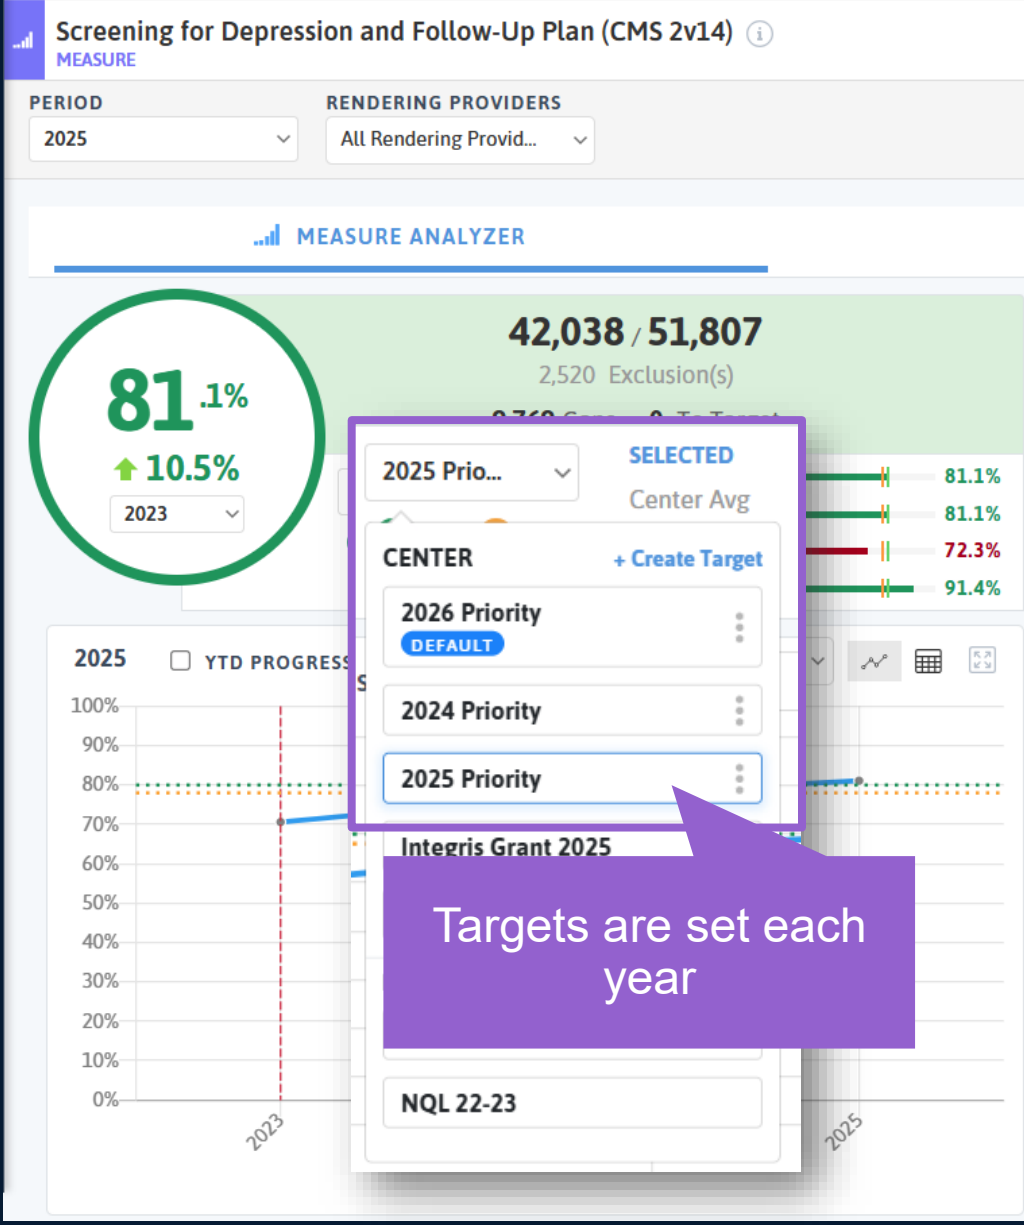 Screening for Depression and Follow-Up Plan (CMS 2v14)
MEASURE
PERIOD
RENDERING PROVIDERS
2025
All Rendering Provid...
MEASURE ANALYZER
42,038 / 51,807
2,520 Exclusion(s)
81.1%
10.5%
2023
2025 Prio...
SELECTED
Center Avg
81.1%
81.1%
72.3%
91.4%
CENTER
+ Create Target
2026 Priority
DEFAULT
2024 Priority
2025 Priority
Integris Grant 2025
NQL 22-23
Targets are set each
year
2025
YTD PROGRESS
100%
90%
80%
70%
60%
50%
40%
30%
20%
10%
0%
2023
2025